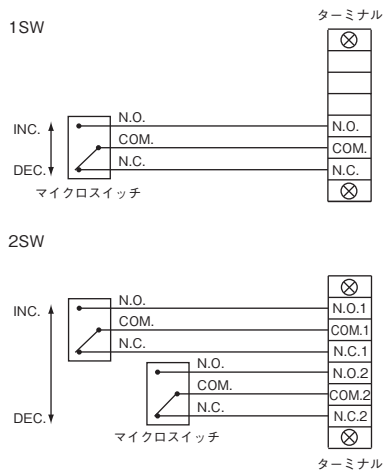 ターミナル
1SW
INC.
DEC.
N.O.
COM.
N.C.
マイクロスイッチ
N.O.
COM.
N.C.
2SW
INC.
DEC.
N.O.
COM.
N.C.
N.O.
COM.
N.C.
マイクロスイッチ
N.O.1
COM.1
N.C.1
N.O.2
COM.2
N.C.2
ターミナル